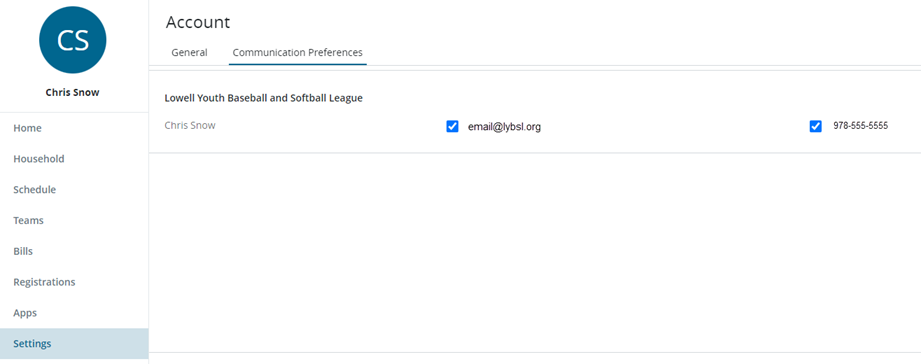 CS
Chris Snow
Home
Household
Schedule
Teams
Bills
Registrations
Apps
Settings
Account
General Communication Preferences
Lowell Youth Baseball and Softball League
Chris Snow email@lybsl.org 978-555-5555